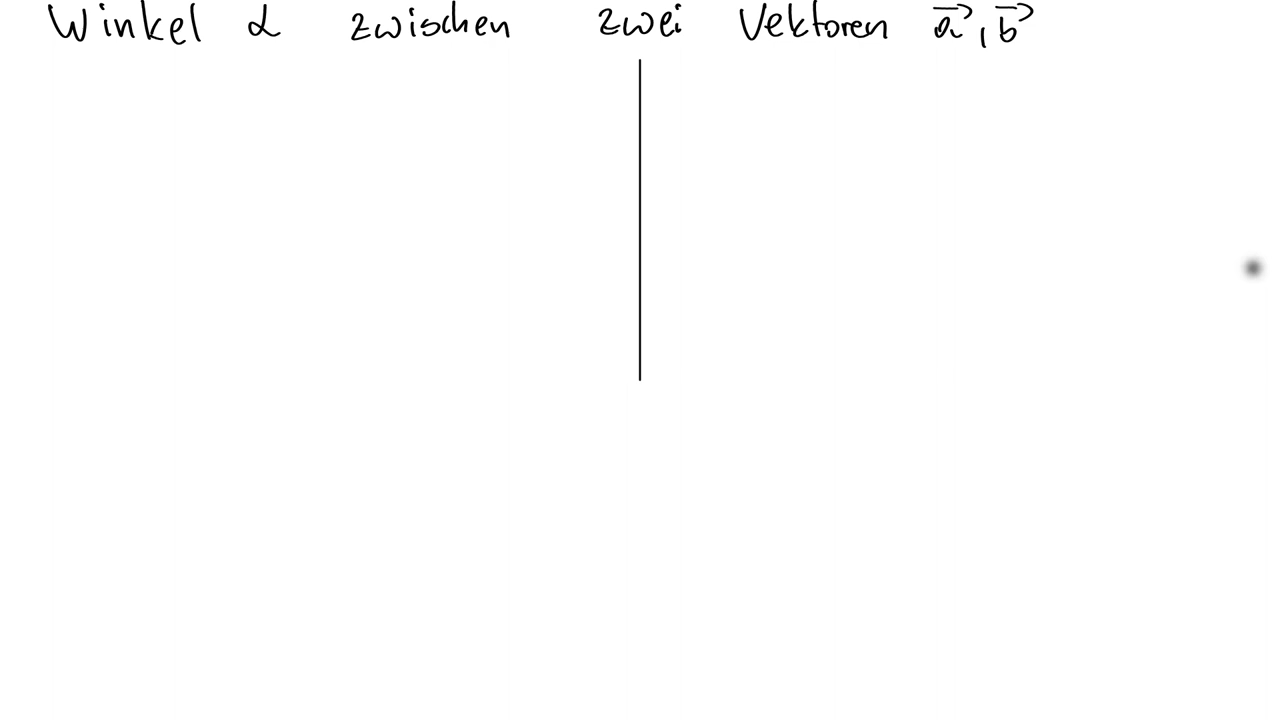 Winkel α zwischen zwei Vektoren a⃗, b⃗